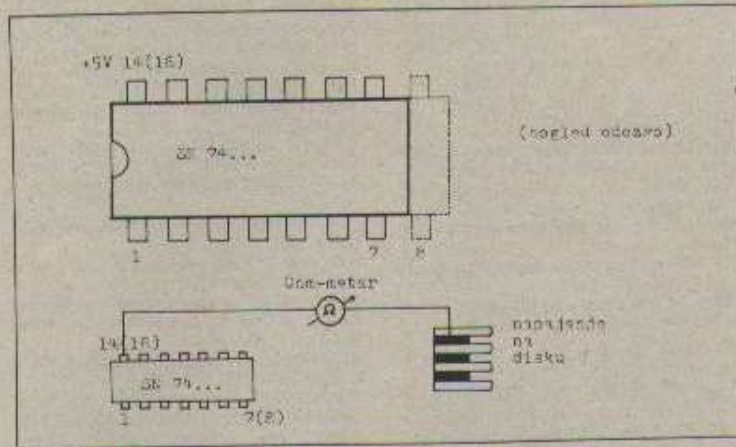 +5V 14(16)
SN 74...
(pogled odozgo)
1 7 8
Ohm-metar
14(16)
napajanje
na
disku
SN 74...
1 7(8)